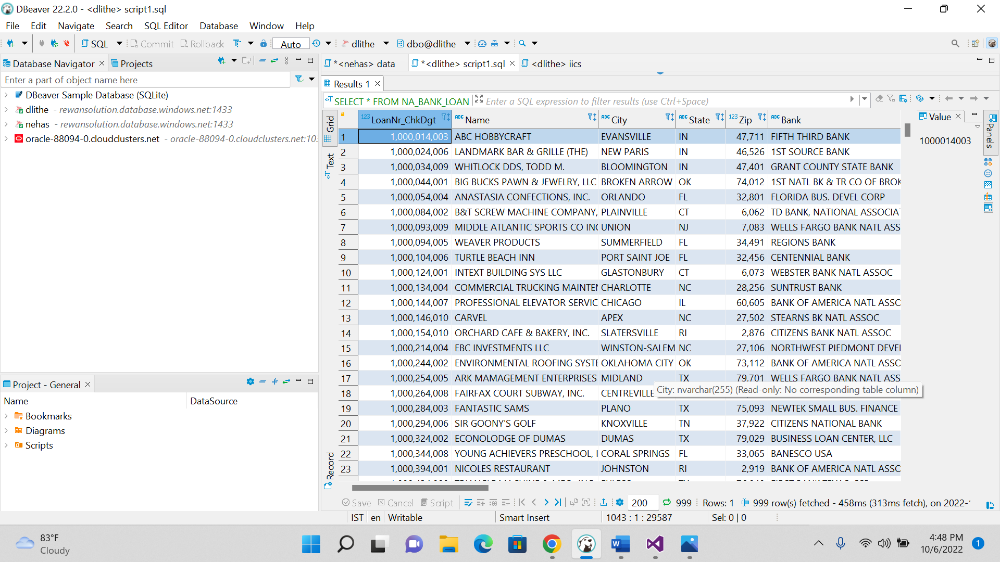 DBeaver 22.2.0 - <dlithe> script1.sql
File Edit Navigate Search SQL Editor Database Window Help
SQL Commit Rollback Auto dlithe dbo@dlithe
Database Navigator Projects
Enter a part of object name here
DBeaver Sample Database (SQLite)
dlithe - rewansolution.database.windows.net:1433
nehas - rewansolution.database.windows.net:1433
oracle-88094-0.cloudclusters.net - oracle-88094-0.cloudclusters.net:103
Project - General
Name DataSource
Bookmarks
Diagrams
Scripts
*<nehas> data *<dlithe> script1.sql <dlithe> iics
Results 1
SELECT * FROM NA_BANK_LOAN Enter a SQL expression to filter results (use Ctrl+Space)
Grid
Text
Record
123 LoanNr_ChkDgt ABC Name ABC City ABC State 123 Zip ABC Bank
1 1,000,014,003 ABC HOBBYCRAFT EVANSVILLE IN 47,711 FIFTH THIRD BANK
2 1,000,024,006 LANDMARK BAR & GRILLE (THE) NEW PARIS IN 46,526 1ST SOURCE BANK
3 1,000,034,009 WHITLOCK DDS, TODD M. BLOOMINGTON IN 47,401 GRANT COUNTY STATE BANK
4 1,000,044,001 BIG BUCKS PAWN & JEWELRY, LLC BROKEN ARROW OK 74,012 1ST NATL BK & TR CO OF BROK
5 1,000,054,004 ANASTASIA CONFECTIONS, INC. ORLANDO FL 32,801 FLORIDA BUS. DEVEL CORP
6 1,000,084,002 B&T SCREW MACHINE COMPANY, PLAINVILLE CT 6,062 TD BANK, NATIONAL ASSOCIAT
7 1,000,093,009 MIDDLE ATLANTIC SPORTS CO INC UNION NJ 7,083 WELLS FARGO BANK NATL ASS
8 1,000,094,005 WEAVER PRODUCTS SUMMERFIELD FL 34,491 REGIONS BANK
9 1,000,104,006 TURTLE BEACH INN PORT SAINT JOE FL 32,456 CENTENNIAL BANK
10 1,000,124,001 INTEXT BUILDING SYS LLC GLASTONBURY CT 6,073 WEBSTER BANK NATL ASSOC
11 1,000,134,004 COMMERCIAL TRUCKING MAINTEN CHARLOTTE NC 28,256 SUNTRUST BANK
12 1,000,144,007 PROFESSIONAL ELEVATOR SERVIC CHICAGO IL 60,605 BANK OF AMERICA NATL ASSO
13 1,000,146,010 CARVEL APEX NC 27,502 STEARNS BK NATL ASSOC
14 1,000,154,010 ORCHARD CAFE & BAKERY, INC. SLATERSVILLE RI 2,876 CITIZENS BANK NATL ASSOC
15 1,000,214,004 EBC INVESTMENTS LLC WINSTON-SALEM NC 27,106 NORTHWEST PIEDMONT DEVEL
16 1,000,244,002 ENVIRONMENTAL ROOFING SYSTE OKLAHOMA CITY OK 73,112 BANK OF AMERICA NATL ASSO
17 1,000,254,005 ARK MAMAGEMENT ENTERPRISES MIDLAND TX 79,701 WELLS FARGO BANK NATL ASS
City: nvarchar(255) (Read-only: No corresponding table column)
18 1,000,264,008 FAIRFAX COURT SUBWAY, INC. CENTREVILLE
19 1,000,284,003 FANTASTIC SAMS PLANO TX 75,093 NEWTEK SMALL BUS. FINANCE
20 1,000,294,006 SIR GOONY'S GOLF KNOXVILLE TN 37,922 CITIZENS NATIONAL BANK
21 1,000,324,002 ECONOLODGE OF DUMAS DUMAS TX 79,029 BUSINESS LOAN CENTER, LLC
22 1,000,344,008 YOUNG ACHIEVERS PRESCHOOL, I CORAL SPRINGS FL 33,065 BANESCO USA
23 1,000,394,001 NICOLES RESTAURANT JOHNSTON RI 2,919 BANK OF AMERICA NATL ASSO
Value
1000014003
Panels
Save Cancel Script 200 999 Rows: 1 999 row(s) fetched - 458ms (313ms fetch), on 2022-
IST en Writable Smart Insert 1043 : 1 : 29587 Sel: 0 | 0
83°F
Cloudy
4:48 PM
10/6/2022
1